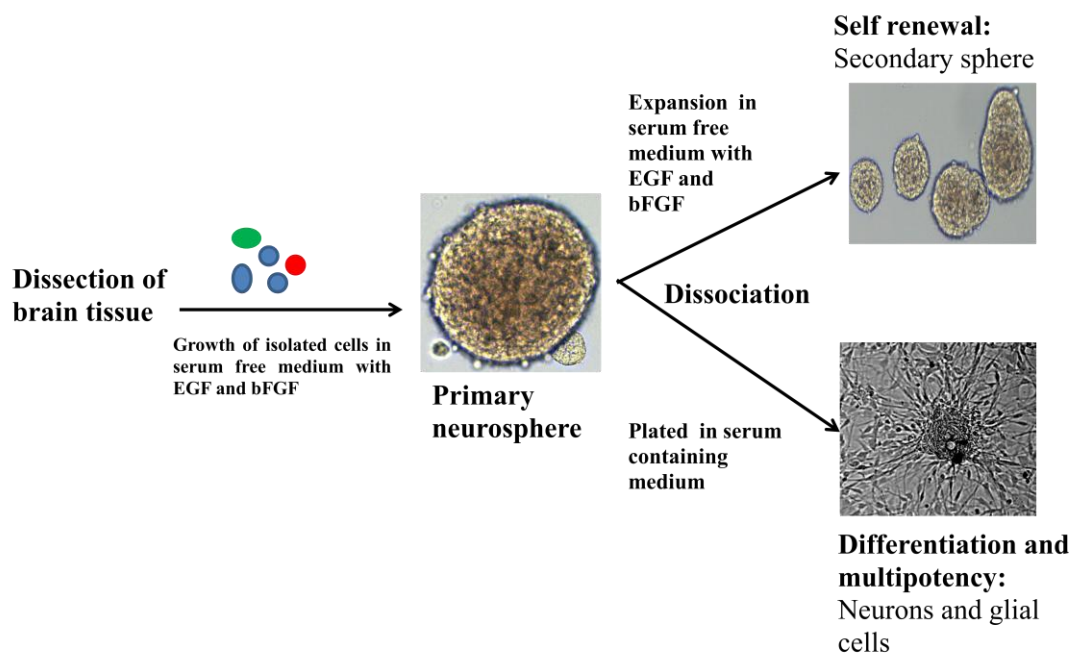 Self renewal:
Secondary sphere
Expansion in
serum free
medium with
EGF and
bFGF
Dissection of
brain tissue
Growth of isolated cells in
serum free medium with
EGF and bFGF
Dissociation
Primary
neurosphere
Plated in serum
containing
medium
Differentiation and
multipotency:
Neurons and glial
cells